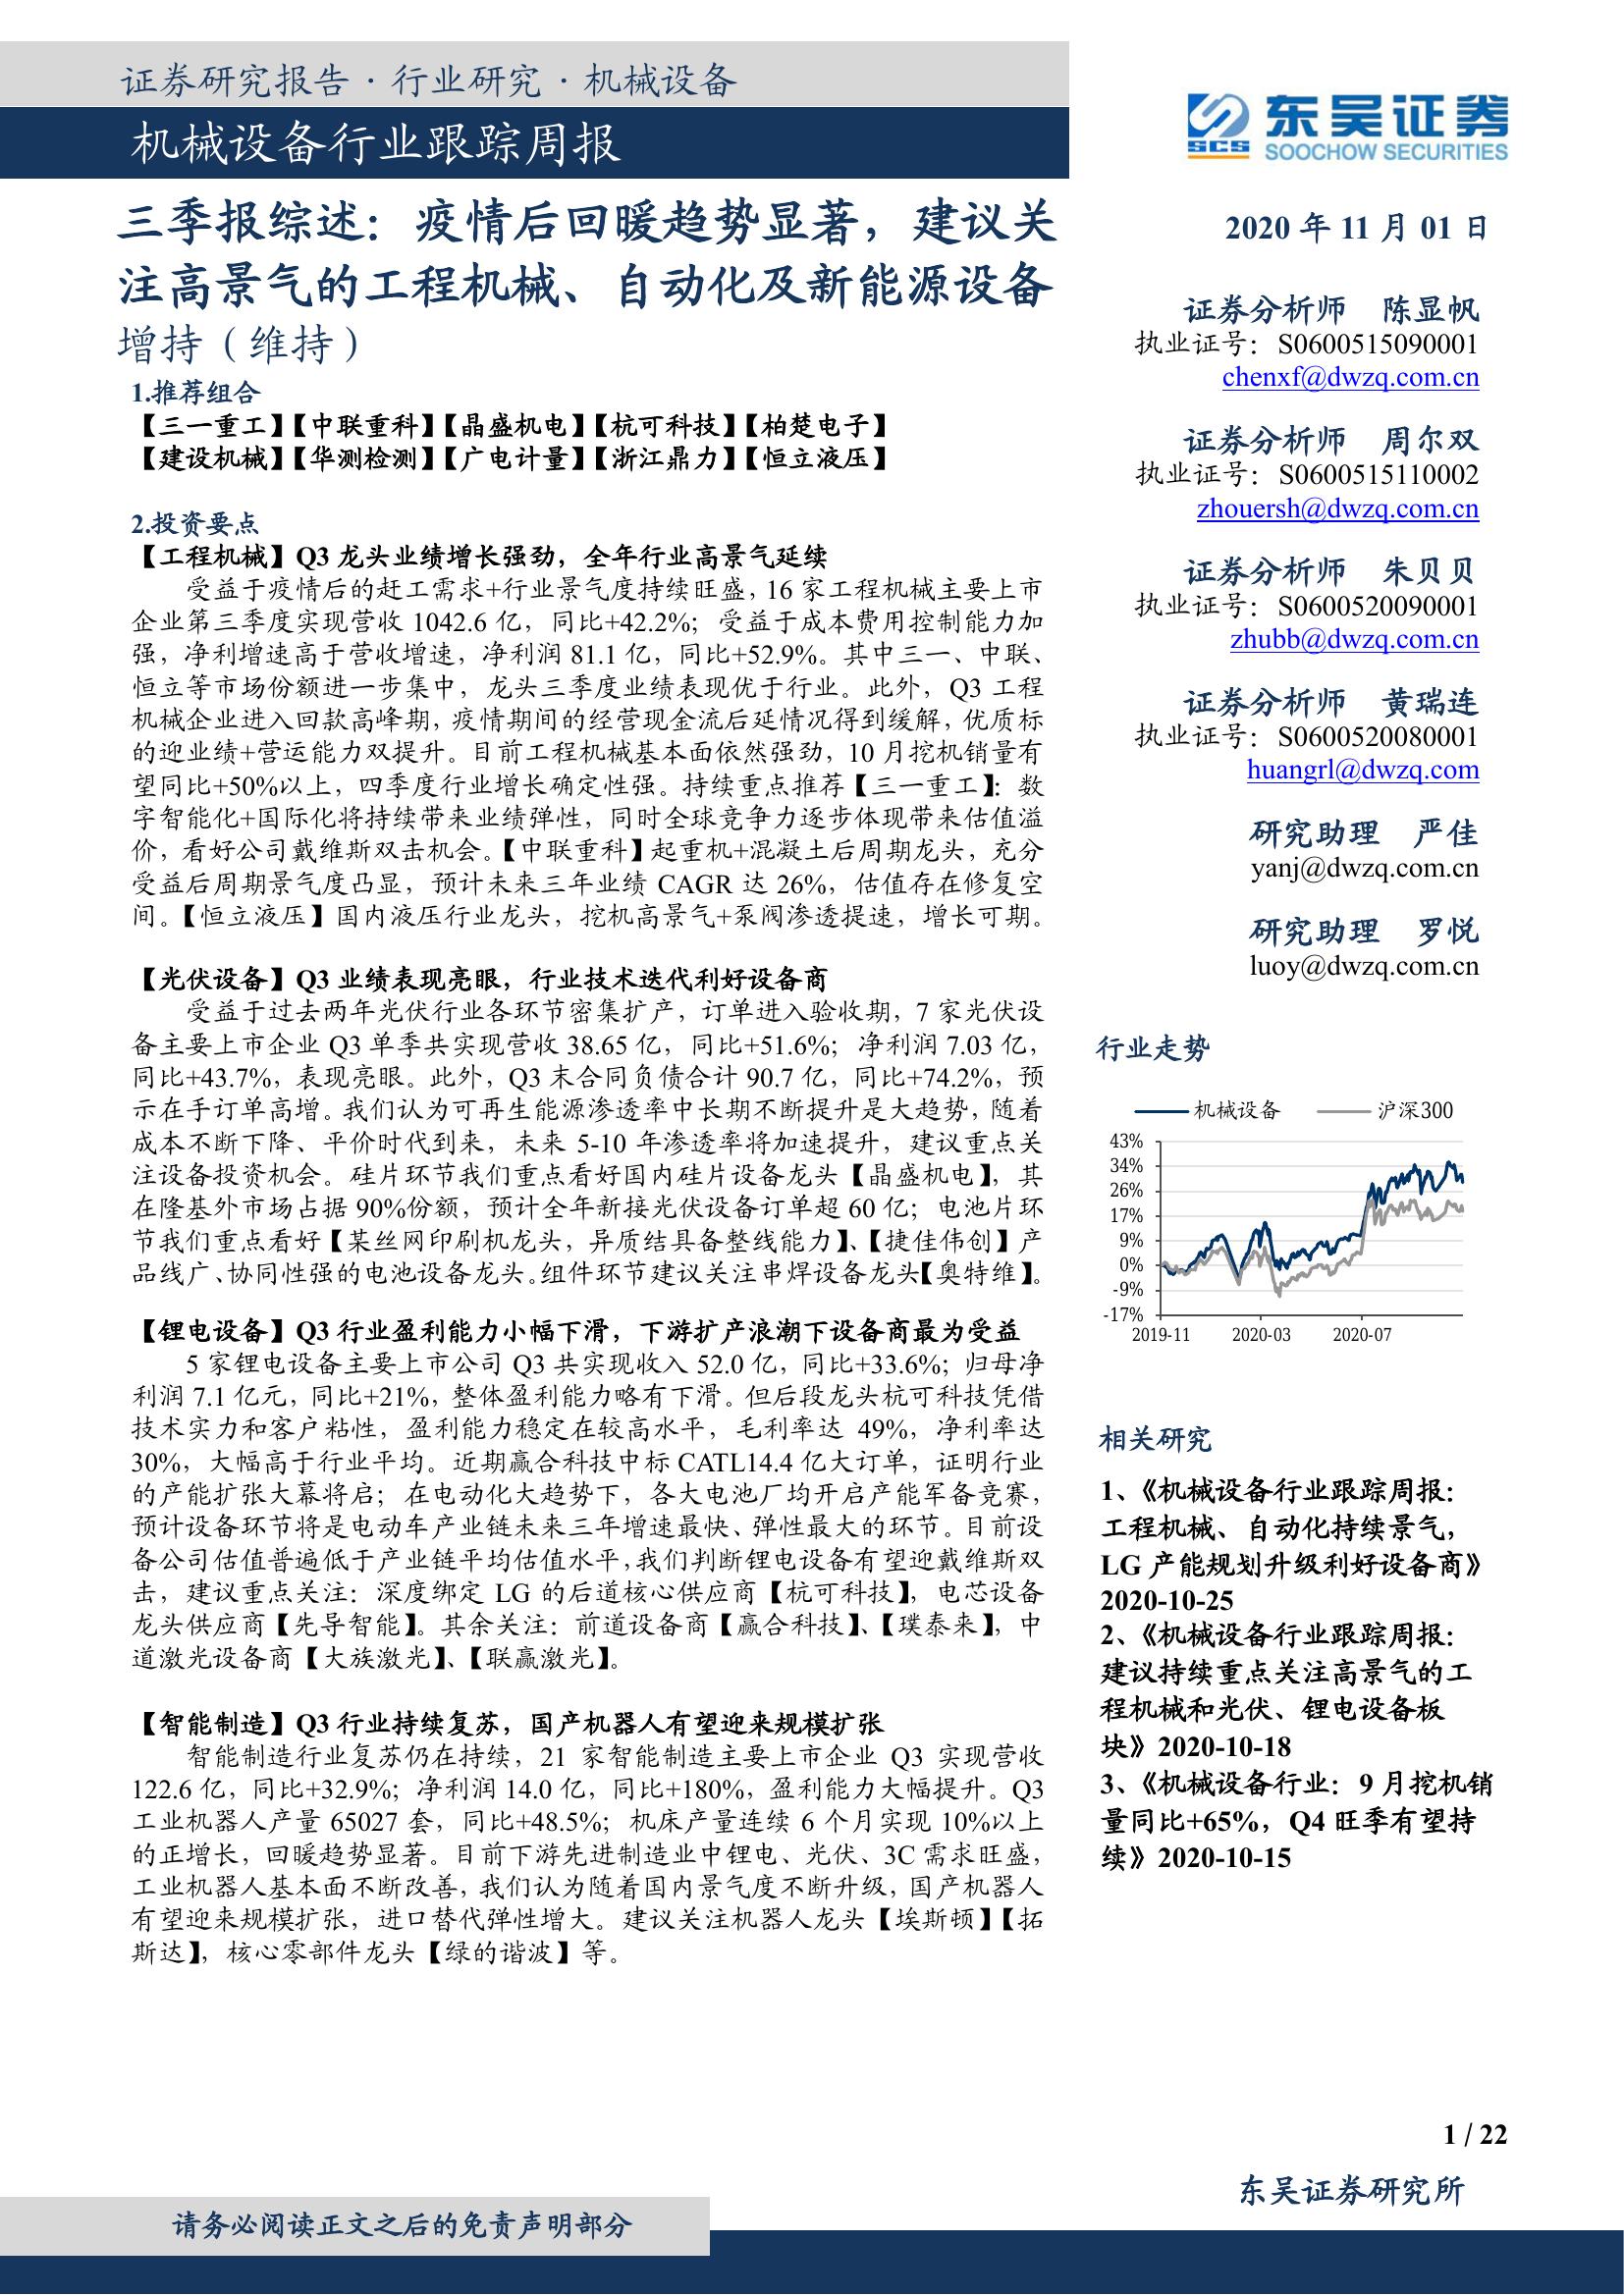 证券研究报告 · 行业研究 · 机械设备
机械设备行业跟踪周报
东吴证券
SCS
SOOCHOW SECURITIES
三季报综述：疫情后回暖趋势显著，建议关
注高景气的工程机械、自动化及新能源设备
增持（维持）
1.推荐组合
【三一重工】【中联重科】【晶盛机电】【杭可科技】【柏楚电子】
【建设机械】【华测检测】【广电计量】【浙江鼎力】【恒立液压】
2.投资要点
【工程机械】Q3 龙头业绩增长强劲，全年行业高景气延续
受益于疫情后的赶工需求+行业景气度持续旺盛，16 家工程机械主要上市
企业第三季度实现营收 1042.6 亿，同比+42.2%；受益于成本费用控制能力加
强，净利增速高于营收增速，净利润 81.1 亿，同比+52.9%。其中三一、中联、
恒立等市场份额进一步集中，龙头三季度业绩表现优于行业。此外，Q3 工程
机械企业进入回款高峰期，疫情期间的经营现金流后延情况得到缓解，优质标
的迎业绩+营运能力双提升。目前工程机械基本面依然强劲，10 月挖机销量有
望同比+50%以上，四季度行业增长确定性强。持续重点推荐【三一重工】：数
字智能化+国际化将持续带来业绩弹性，同时全球竞争力逐步体现带来估值溢
价，看好公司戴维斯双击机会。【中联重科】起重机+混凝土后周期龙头，充分
受益后周期景气度凸显，预计未来三年业绩 CAGR 达 26%，估值存在修复空
间。【恒立液压】国内液压行业龙头，挖机高景气+泵阀渗透提速，增长可期。
【光伏设备】Q3 业绩表现亮眼，行业技术迭代利好设备商
受益于过去两年光伏行业各环节密集扩产，订单进入验收期，7 家光伏设
备主要上市企业 Q3 单季共实现营收 38.65 亿，同比+51.6%；净利润 7.03 亿，
同比+43.7%，表现亮眼。此外，Q3 末合同负债合计 90.7 亿，同比+74.2%，预
示在手订单高增。我们认为可再生能源渗透率中长期不断提升是大趋势，随着
成本不断下降、平价时代到来，未来 5-10 年渗透率将加速提升，建议重点关
注设备投资机会。硅片环节我们重点看好国内硅片设备龙头【晶盛机电】，其
在隆基外市场占据 90%份额，预计全年新接光伏设备订单超 60 亿；电池片环
节我们重点看好【某丝网印刷机龙头，异质结具备整线能力】、【捷佳伟创】产
品线广、协同性强的电池设备龙头。组件环节建议关注串焊设备龙头【奥特维】。
【锂电设备】Q3 行业盈利能力小幅下滑，下游扩产浪潮下设备商最为受益
5 家锂电设备主要上市公司 Q3 共实现收入 52.0 亿，同比+33.6%；归母净
利润 7.1 亿元，同比+21%，整体盈利能力略有下滑。但后段龙头杭可科技凭借
技术实力和客户粘性，盈利能力稳定在较高水平，毛利率达 49%，净利率达
30%，大幅高于行业平均。近期赢合科技中标 CATL14.4 亿大订单，证明行业
的产能扩张大幕将启；在电动化大趋势下，各大电池厂均开启产能军备竞赛，
预计设备环节将是电动车产业链未来三年增速最快、弹性最大的环节。目前设
备公司估值普遍低于产业链平均估值水平，我们判断锂电设备有望迎戴维斯双
击，建议重点关注：深度绑定 LG 的后道核心供应商【杭可科技】，电芯设备
龙头供应商【先导智能】。其余关注：前道设备商【赢合科技】、【璞泰来】，中
道激光设备商【大族激光】、【联赢激光】。
【智能制造】Q3 行业持续复苏，国产机器人有望迎来规模扩张
智能制造行业复苏仍在持续，21 家智能制造主要上市企业 Q3 实现营收
122.6 亿，同比+32.9%；净利润 14.0 亿，同比+180%，盈利能力大幅提升。Q3
工业机器人产量 65027 套，同比+48.5%；机床产量连续 6 个月实现 10%以上
的正增长，回暖趋势显著。目前下游先进制造业中锂电、光伏、3C 需求旺盛，
工业机器人基本面不断改善，我们认为随着国内景气度不断升级，国产机器人
有望迎来规模扩张，进口替代弹性增大。建议关注机器人龙头【埃斯顿】【拓
斯达】，核心零部件龙头【绿的谐波】等。
2020 年 11 月 01 日
证券分析师 陈显帆
执业证号：S0600515090001
chenxf@dwzq.com.cn
证券分析师 周尔双
执业证号：S0600515110002
zhouersh@dwzq.com.cn
证券分析师 朱贝贝
执业证号：S0600520090001
zhubb@dwzq.com.cn
证券分析师 黄瑞连
执业证号：S0600520080001
huangrl@dwzq.com
研究助理 严佳
yanj@dwzq.com.cn
研究助理 罗悦
luoy@dwzq.com.cn
行业走势
机械设备 沪深300
43%
34%
26%
17%
9%
0%
-9%
-17%
2019-11 2020-03 2020-07
相关研究
1、《机械设备行业跟踪周报：
工程机械、自动化持续景气，
LG 产能规划升级利好设备商》
2020-10-25
2、《机械设备行业跟踪周报：
建议持续重点关注高景气的工
程机械和光伏、锂电设备板
块》2020-10-18
3、《机械设备行业：9 月挖机销
量同比+65%，Q4 旺季有望持
续》2020-10-15
1 / 22
东吴证券研究所
请务必阅读正文之后的免责声明部分